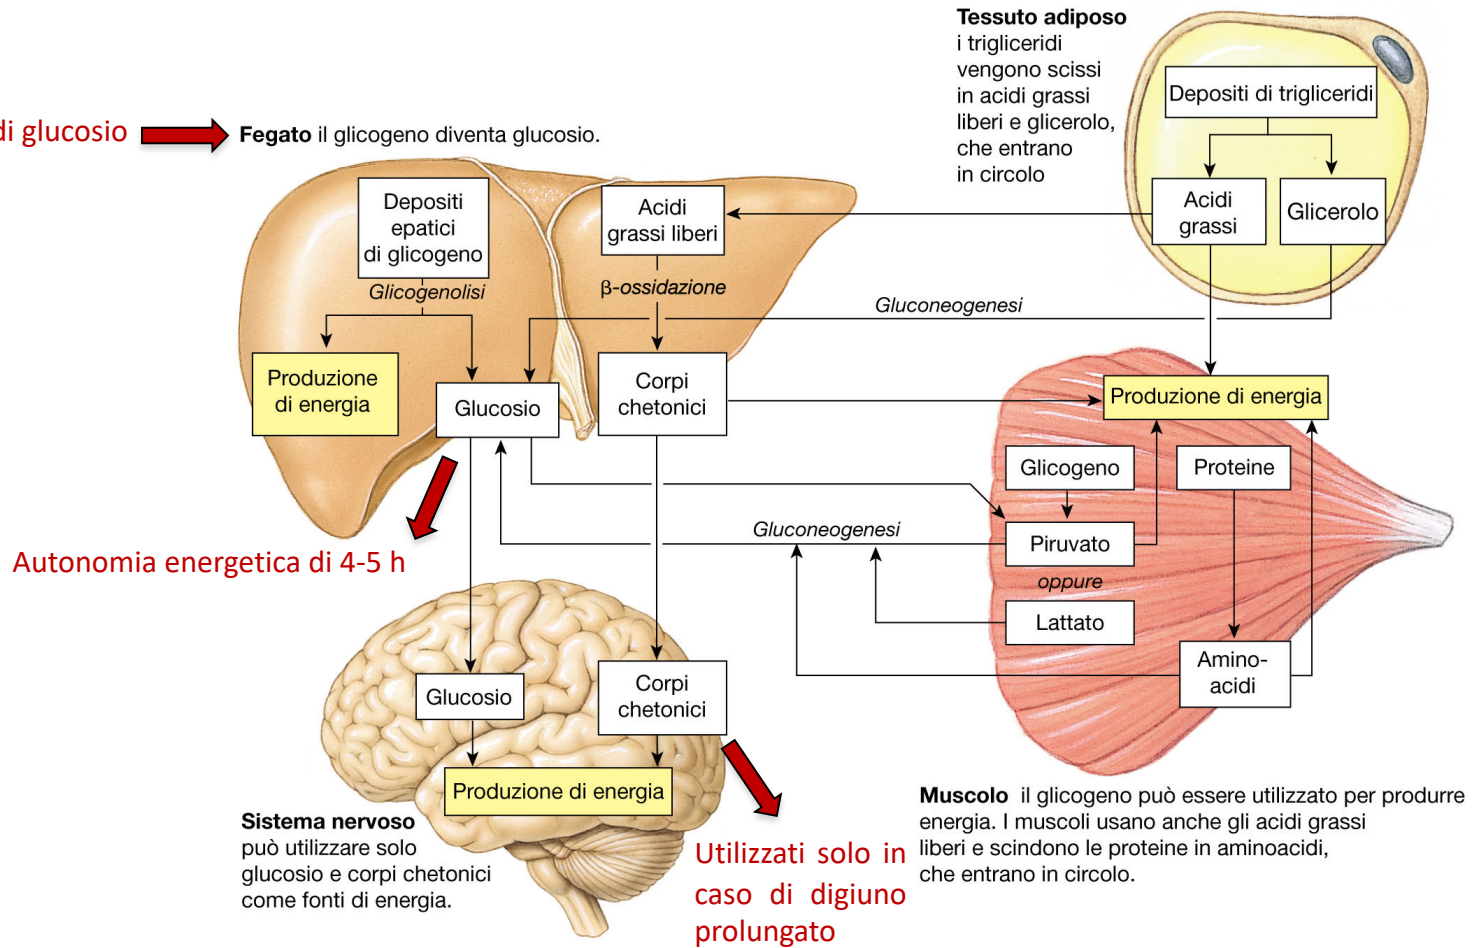 Tessuto adiposo
i trigliceridi
vengono scissi
in acidi grassi
liberi e glicerolo,
che entrano
in circolo
Depositi di trigliceridi
Acidi
grassi
Glicerolo
di glucosio
Fegato il glicogeno diventa glucosio.
Depositi
epatici
di glicogeno
Acidi
grassi liberi
Glicogenolisi
β-ossidazione
Gluconeogenesi
Produzione
di energia
Glucosio
Corpi
chetonici
Produzione di energia
Glicogeno
Proteine
Gluconeogenesi
Piruvato
oppure
Lattato
Amino-
acidi
Autonomia energetica di 4-5 h
Glucosio
Corpi
chetonici
Produzione di energia
Sistema nervoso
può utilizzare solo
glucosio e corpi chetonici
come fonti di energia.
Utilizzati solo in
caso di digiuno
prolungato
Muscolo il glicogeno può essere utilizzato per produrre
energia. I muscoli usano anche gli acidi grassi
liberi e scindono le proteine in aminoacidi,
che entrano in circolo.